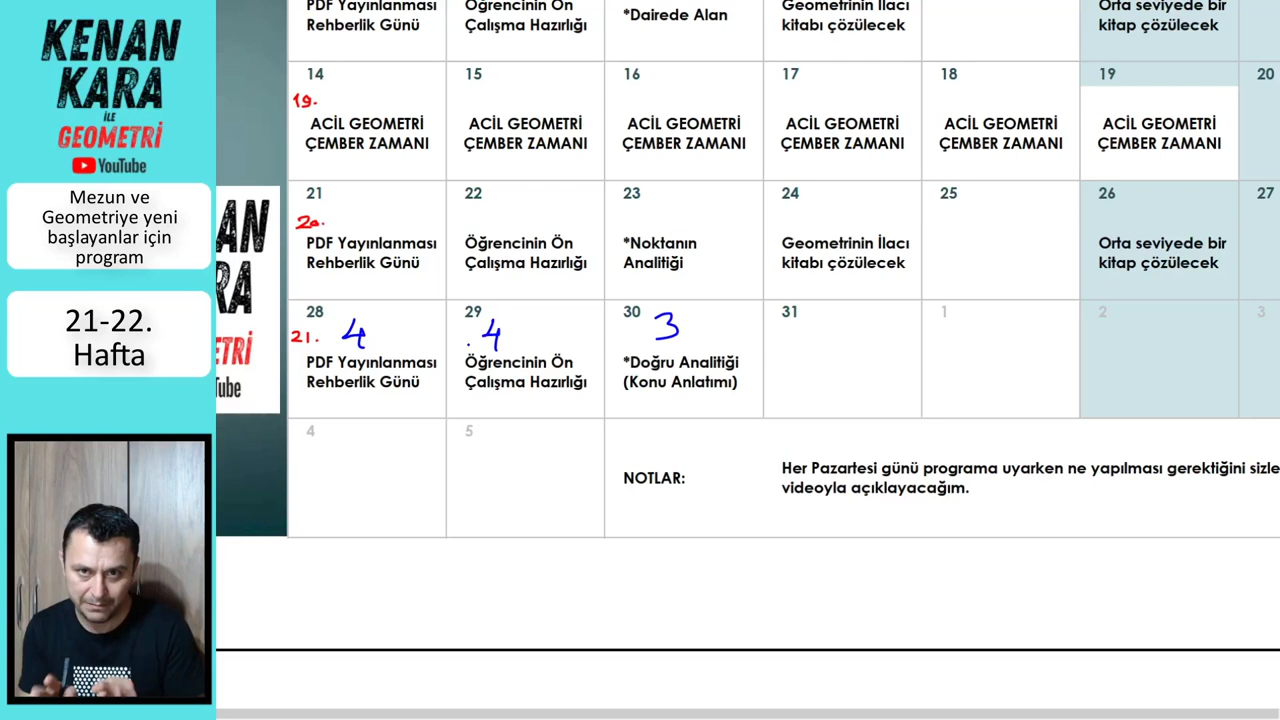 KENAN
KARA
İLE
GEOMETRİ
YouTube
Mezun ve
Geometriye yeni
başlayanlar için
program
21-22.
Hafta
AN
RA
ETRİ
ube
PDF Yayınlanması
Rehberlik Günü
Öğrencinin Ön
Çalışma Hazırlığı
*Dairede Alan
Geometrinin İlacı
kitabı çözülecek
Orta seviyede bir
kitap çözülecek
14
19.
ACİL GEOMETRİ
ÇEMBER ZAMANI
15
ACİL GEOMETRİ
ÇEMBER ZAMANI
16
ACİL GEOMETRİ
ÇEMBER ZAMANI
17
ACİL GEOMETRİ
ÇEMBER ZAMANI
18
ACİL GEOMETRİ
ÇEMBER ZAMANI
19
ACİL GEOMETRİ
ÇEMBER ZAMANI
20
21
20.
PDF Yayınlanması
Rehberlik Günü
22
Öğrencinin Ön
Çalışma Hazırlığı
23
*Noktanın
Analitiği
24
Geometrinin İlacı
kitabı çözülecek
25
26
Orta seviyede bir
kitap çözülecek
27
28
21. 4
PDF Yayınlanması
Rehberlik Günü
29
4
Öğrencinin Ön
Çalışma Hazırlığı
30
3
*Doğru Analitiği
(Konu Anlatımı)
31
1
2
3
4
5
NOTLAR:
Her Pazartesi günü programa uyarken ne yapılması gerektiğini sizle
videoyla açıklayacağım.